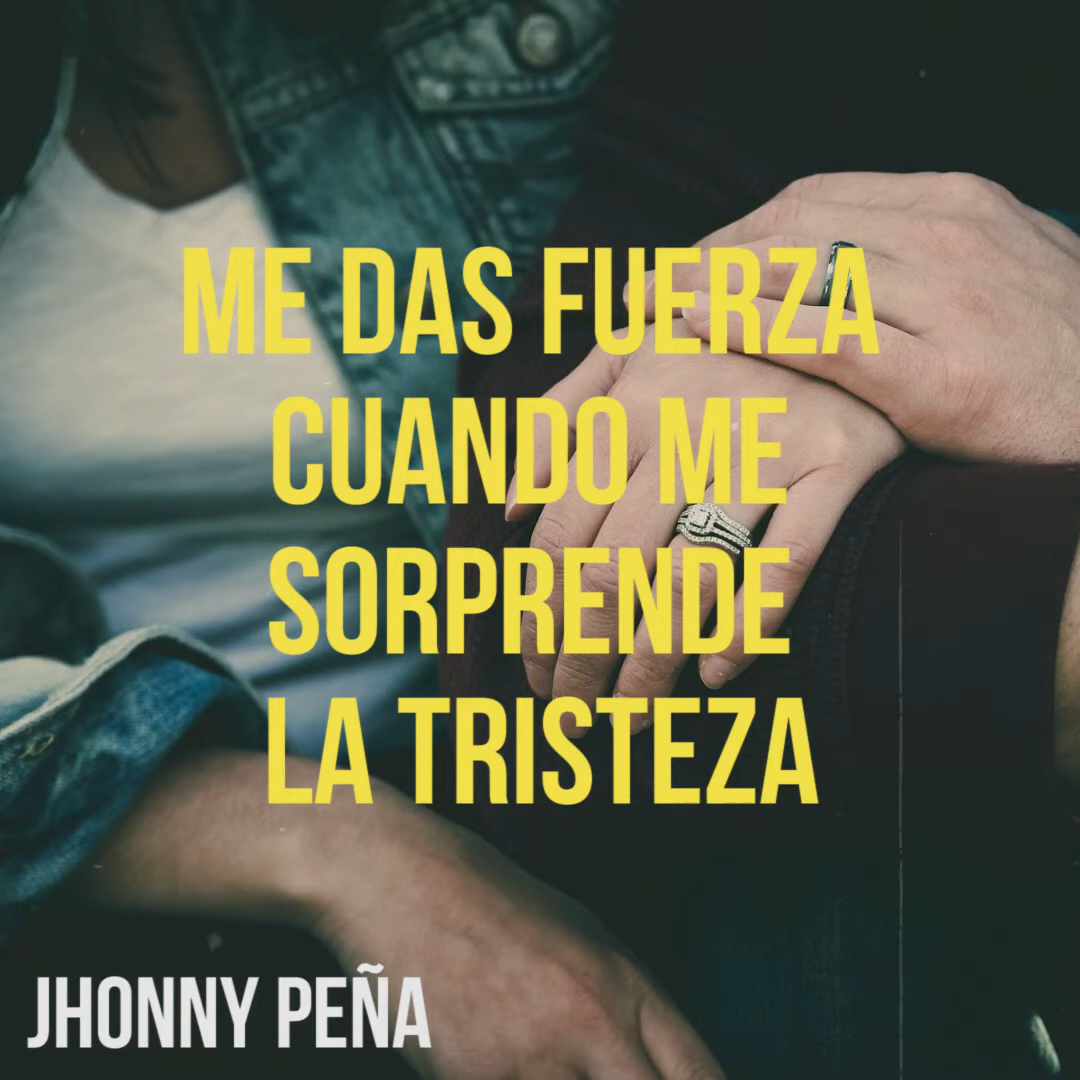 ME DAS FUERZA
CUANDO ME
SORPRENDE
LA TRISTEZA
JHONNY PEÑA